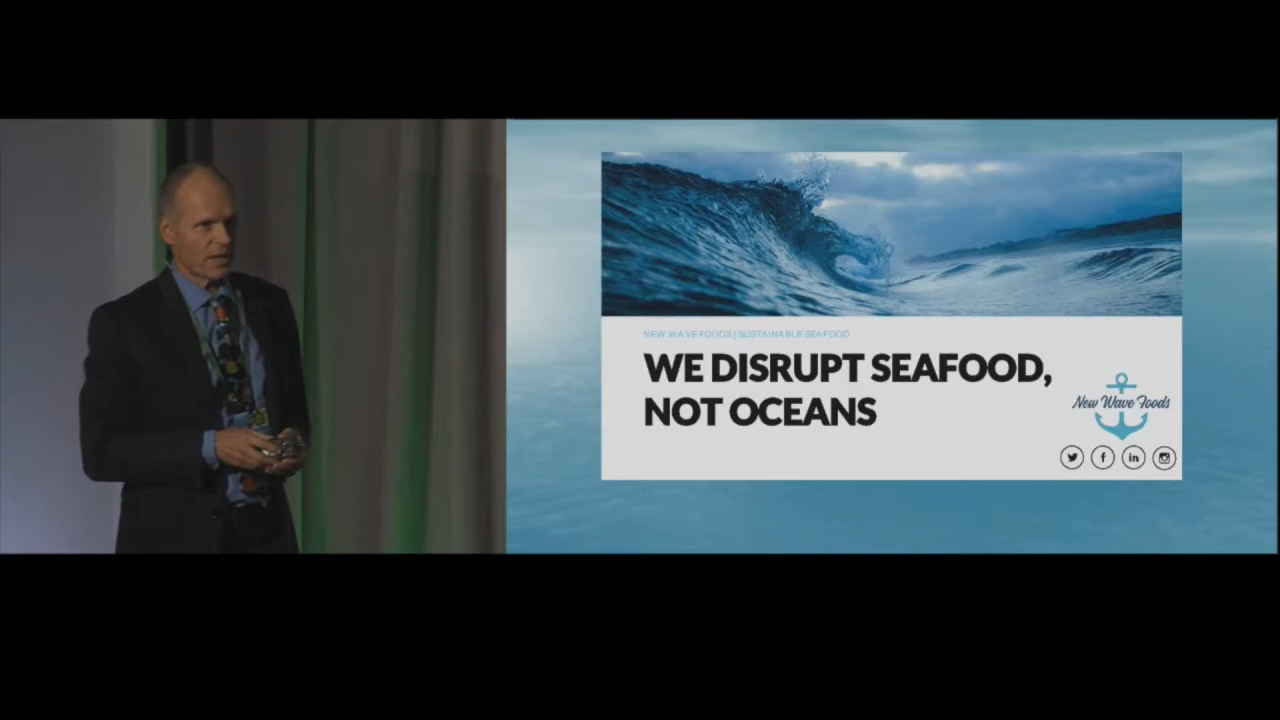 NEW WAVE FOODS | SUSTAINABLE SEAFOOD
WE DISRUPT SEAFOOD,
NOT OCEANS
New Wave Foods